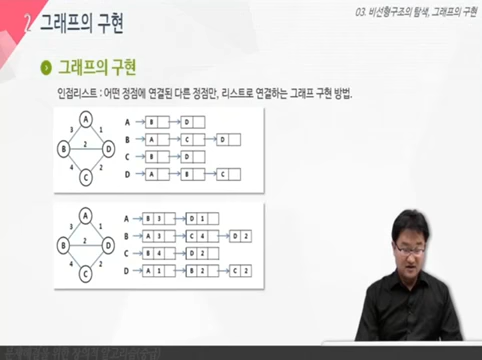 03. 비선형구조의 탐색, 그래프의 구현
2 그래프의 구현
그래프의 구현
인접리스트 : 어떤 정점에 연결된 다른 정점만, 리스트로 연결하는 그래프 구현 방법.
A
3 1
B 2 D
4 2
C
A B D
B A C D
C B D
D A B C
A
3 1
B 2 D
4 2
C
A B 3 D 1
B A 3 C 4 D 2
C B 4 D 2
D A 1 B 2 C 2